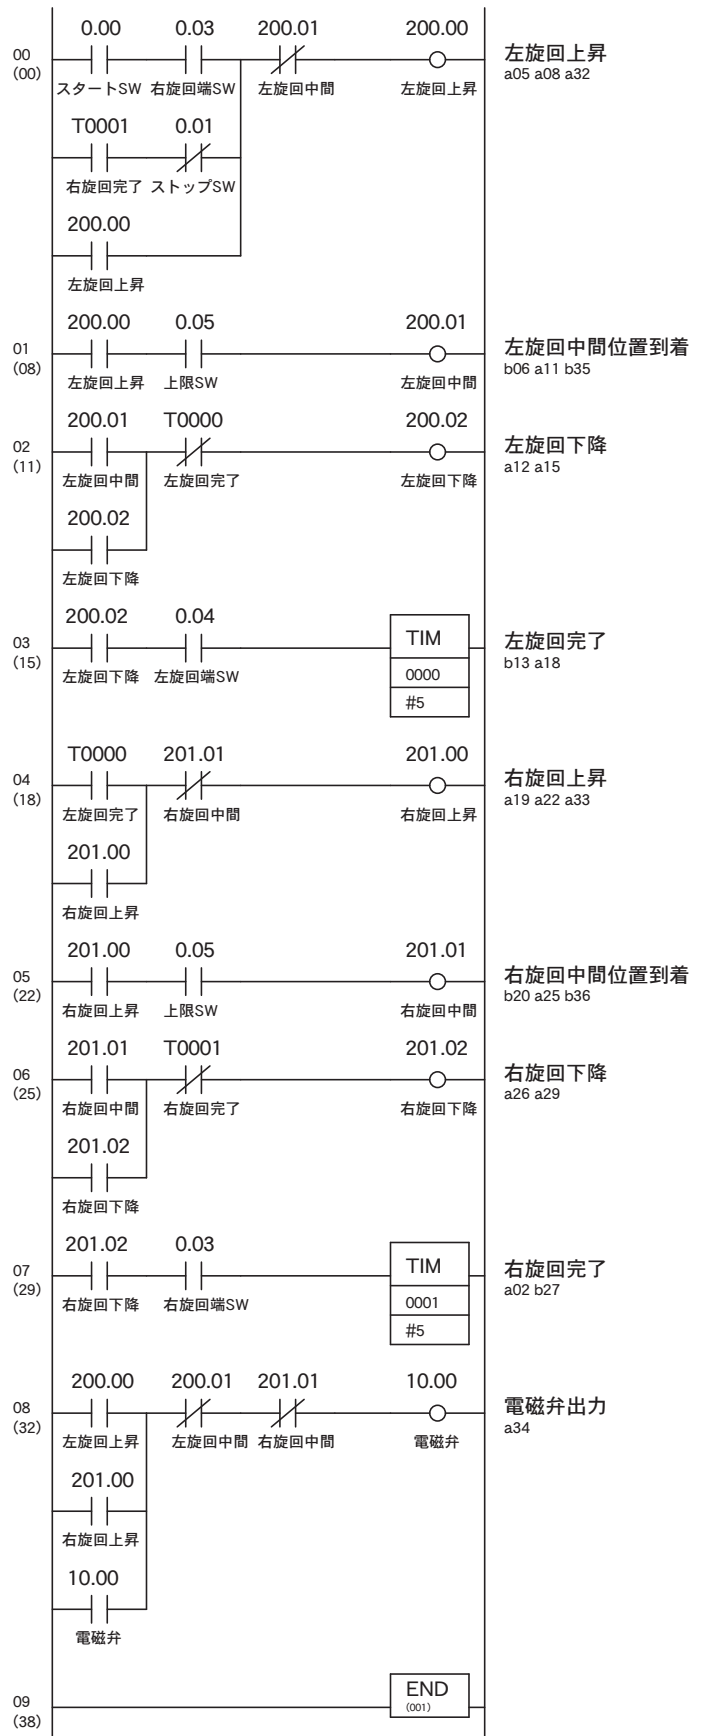 0.00 0.03 200.01 200.00
00 左旋回上昇
(00) a05 a08 a32
スタートSW 右旋回端SW 左旋回中間 左旋回上昇
T0001 0.01
右旋回完了 ストップSW
200.00
左旋回上昇
200.00 0.05 200.01
01 左旋回中間位置到着
(08) b06 a11 b35
左旋回上昇 上限SW 左旋回中間
200.01 T0000 200.02
02 左旋回下降
(11) a12 a15
左旋回中間 左旋回完了 左旋回下降
200.02
左旋回下降
200.02 0.04
03 TIM 左旋回完了
(15) b13 a18
左旋回下降 左旋回端SW 0000
#5
T0000 201.01 201.00
04 右旋回上昇
(18) a19 a22 a33
左旋回完了 右旋回中間 右旋回上昇
201.00
右旋回上昇
201.00 0.05 201.01
05 右旋回中間位置到着
(22) b20 a25 b36
右旋回上昇 上限SW 右旋回中間
201.01 T0001 201.02
06 右旋回下降
(25) a26 a29
右旋回中間 右旋回完了 右旋回下降
201.02
右旋回下降
201.02 0.03
07 TIM 右旋回完了
(29) a02 b27
右旋回下降 右旋回端SW 0001
#5
200.00 200.01 201.01 10.00
08 電磁弁出力
(32) a34
左旋回上昇 左旋回中間 右旋回中間 電磁弁
201.00
右旋回上昇
10.00
電磁弁
09 END
(38) (001)